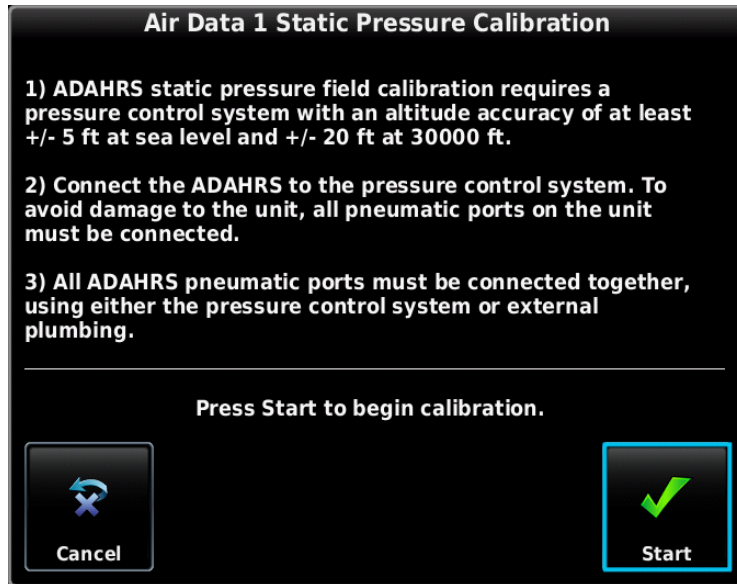 Air Data 1 Static Pressure Calibration
1) ADAHRS static pressure field calibration requires a
pressure control system with an altitude accuracy of at least
+/- 5 ft at sea level and +/- 20 ft at 30000 ft.
2) Connect the ADAHRS to the pressure control system. To
avoid damage to the unit, all pneumatic ports on the unit
must be connected.
3) All ADAHRS pneumatic ports must be connected together,
using either the pressure control system or external
plumbing.
Press Start to begin calibration.
Cancel
Start